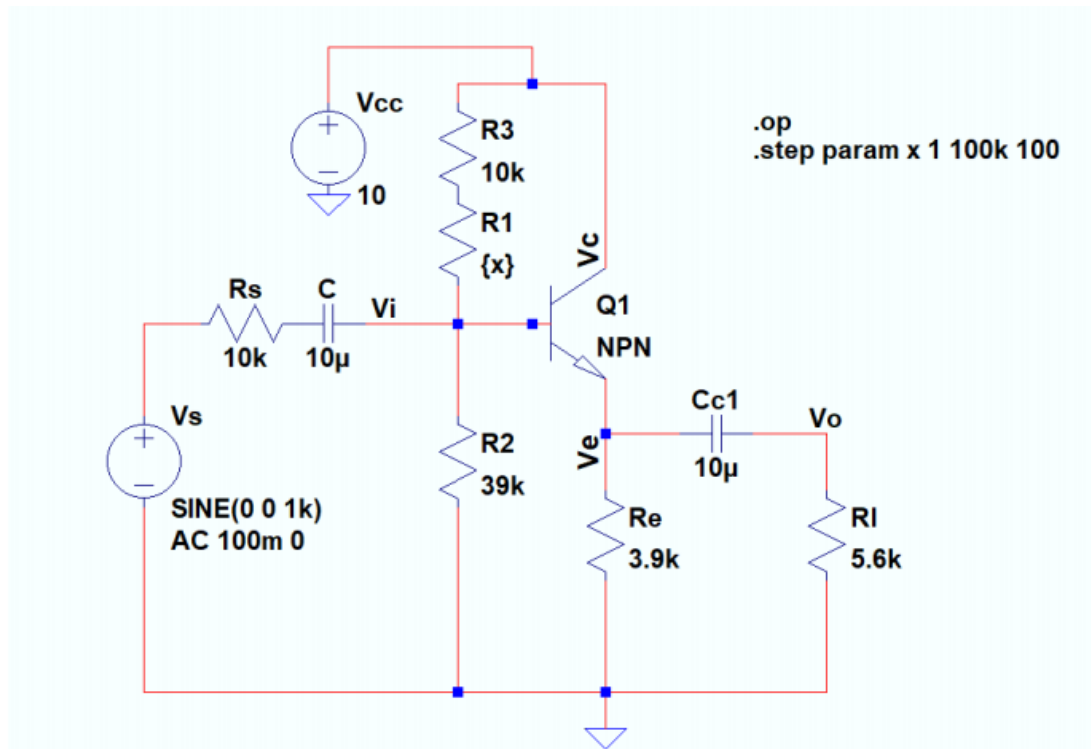 Vcc
10
R3
10k
R1
{x}
.op
.step param x 1 100k 100
Rs
10k
C
10µ
Vi
Vc
Q1
NPN
Vs
SINE(0 0 1k)
AC 100m 0
R2
39k
Ve
Cc1
10µ
Vo
Re
3.9k
Rl
5.6k